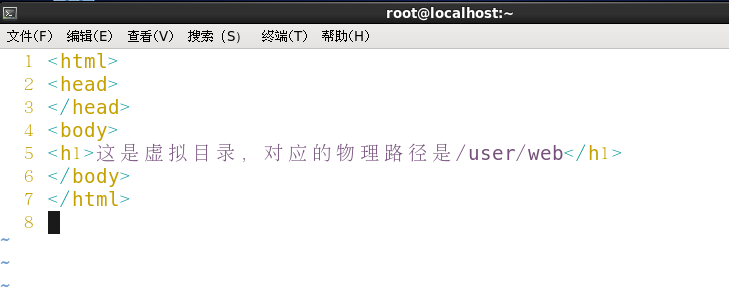 root@localhost:~
文件(F) 编辑(E) 查看(V) 搜索 (S) 终端(T) 帮助(H)
1 <html>
2 <head>
3 </head>
4 <body>
5 <h1>这是虚拟目录，对应的物理路径是/user/web</h1>
6 </body>
7 </html>
8
~
~
~